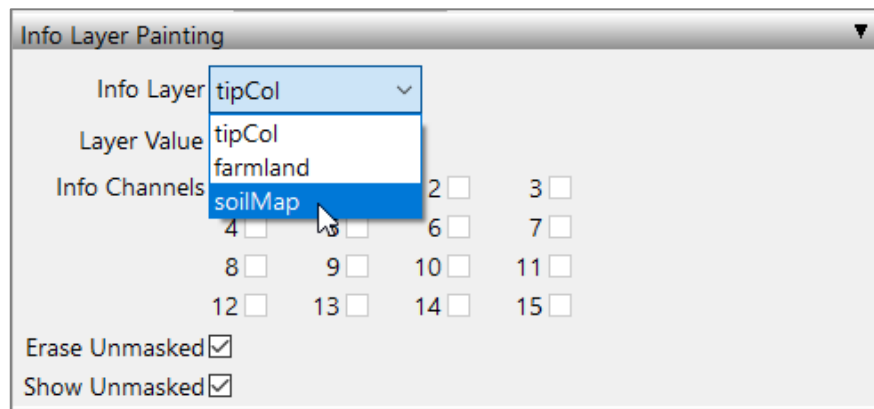 Info Layer Painting
Info Layer tipCol
tipCol
Layer Value
farmland
Info Channels 2 3
soilMap
4 6 7
8 9 10 11
12 13 14 15
Erase Unmasked
Show Unmasked